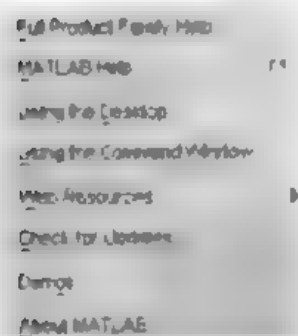 Full Product Family Help
MATLAB Help F1
Using the Desktop
Using the Command Window
Web Resources
Check for Updates
Demos
About MATLAB